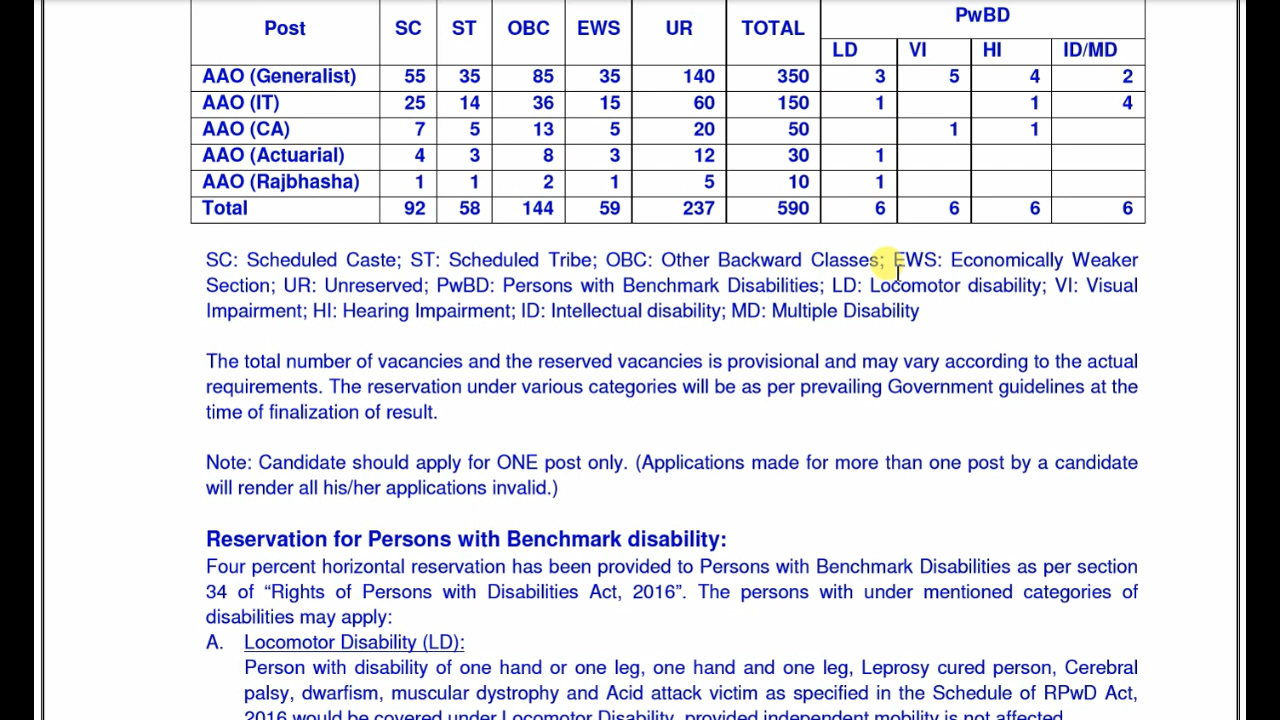 Post SC ST OBC EWS UR TOTAL PwBD
LD VI HI ID/MD
AAO (Generalist) 55 35 85 35 140 350 3 5 4 2
AAO (IT) 25 14 36 15 60 150 1 1 4
AAO (CA) 7 5 13 5 20 50 1 1
AAO (Actuarial) 4 3 8 3 12 30 1
AAO (Rajbhasha) 1 1 2 1 5 10 1
Total 92 58 144 59 237 590 6 6 6 6
SC: Scheduled Caste; ST: Scheduled Tribe; OBC: Other Backward Classes; EWS: Economically Weaker
Section; UR: Unreserved; PwBD: Persons with Benchmark Disabilities; LD: Locomotor disability; VI: Visual
Impairment; HI: Hearing Impairment; ID: Intellectual disability; MD: Multiple Disability
The total number of vacancies and the reserved vacancies is provisional and may vary according to the actual
requirements. The reservation under various categories will be as per prevailing Government guidelines at the
time of finalization of result.
Note: Candidate should apply for ONE post only. (Applications made for more than one post by a candidate
will render all his/her applications invalid.)
Reservation for Persons with Benchmark disability:
Four percent horizontal reservation has been provided to Persons with Benchmark Disabilities as per section
34 of “Rights of Persons with Disabilities Act, 2016”. The persons with under mentioned categories of
disabilities may apply:
A. Locomotor Disability (LD):
Person with disability of one hand or one leg, one hand and one leg, Leprosy cured person, Cerebral
palsy, dwarfism, muscular dystrophy and Acid attack victim as specified in the Schedule of RPwD Act,
2016 would be covered under Locomotor Disability, provided independent mobility is not affected.